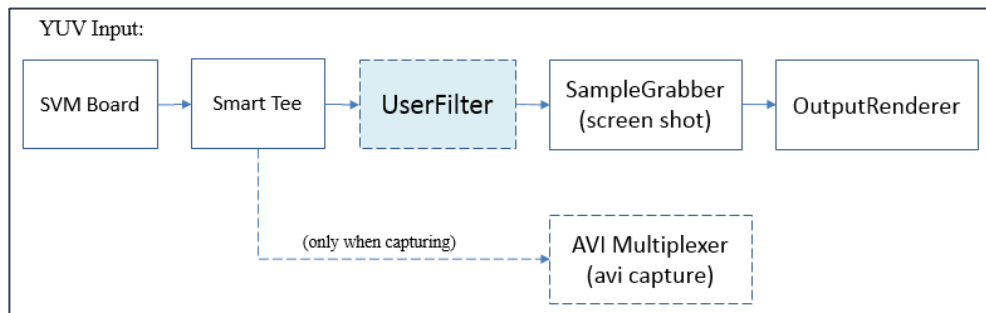 YUV Input:
SVM Board
Smart Tee
UserFilter
SampleGrabber
(screen shot)
OutputRenderer
(only when capturing)
AVI Multiplexer
(avi capture)